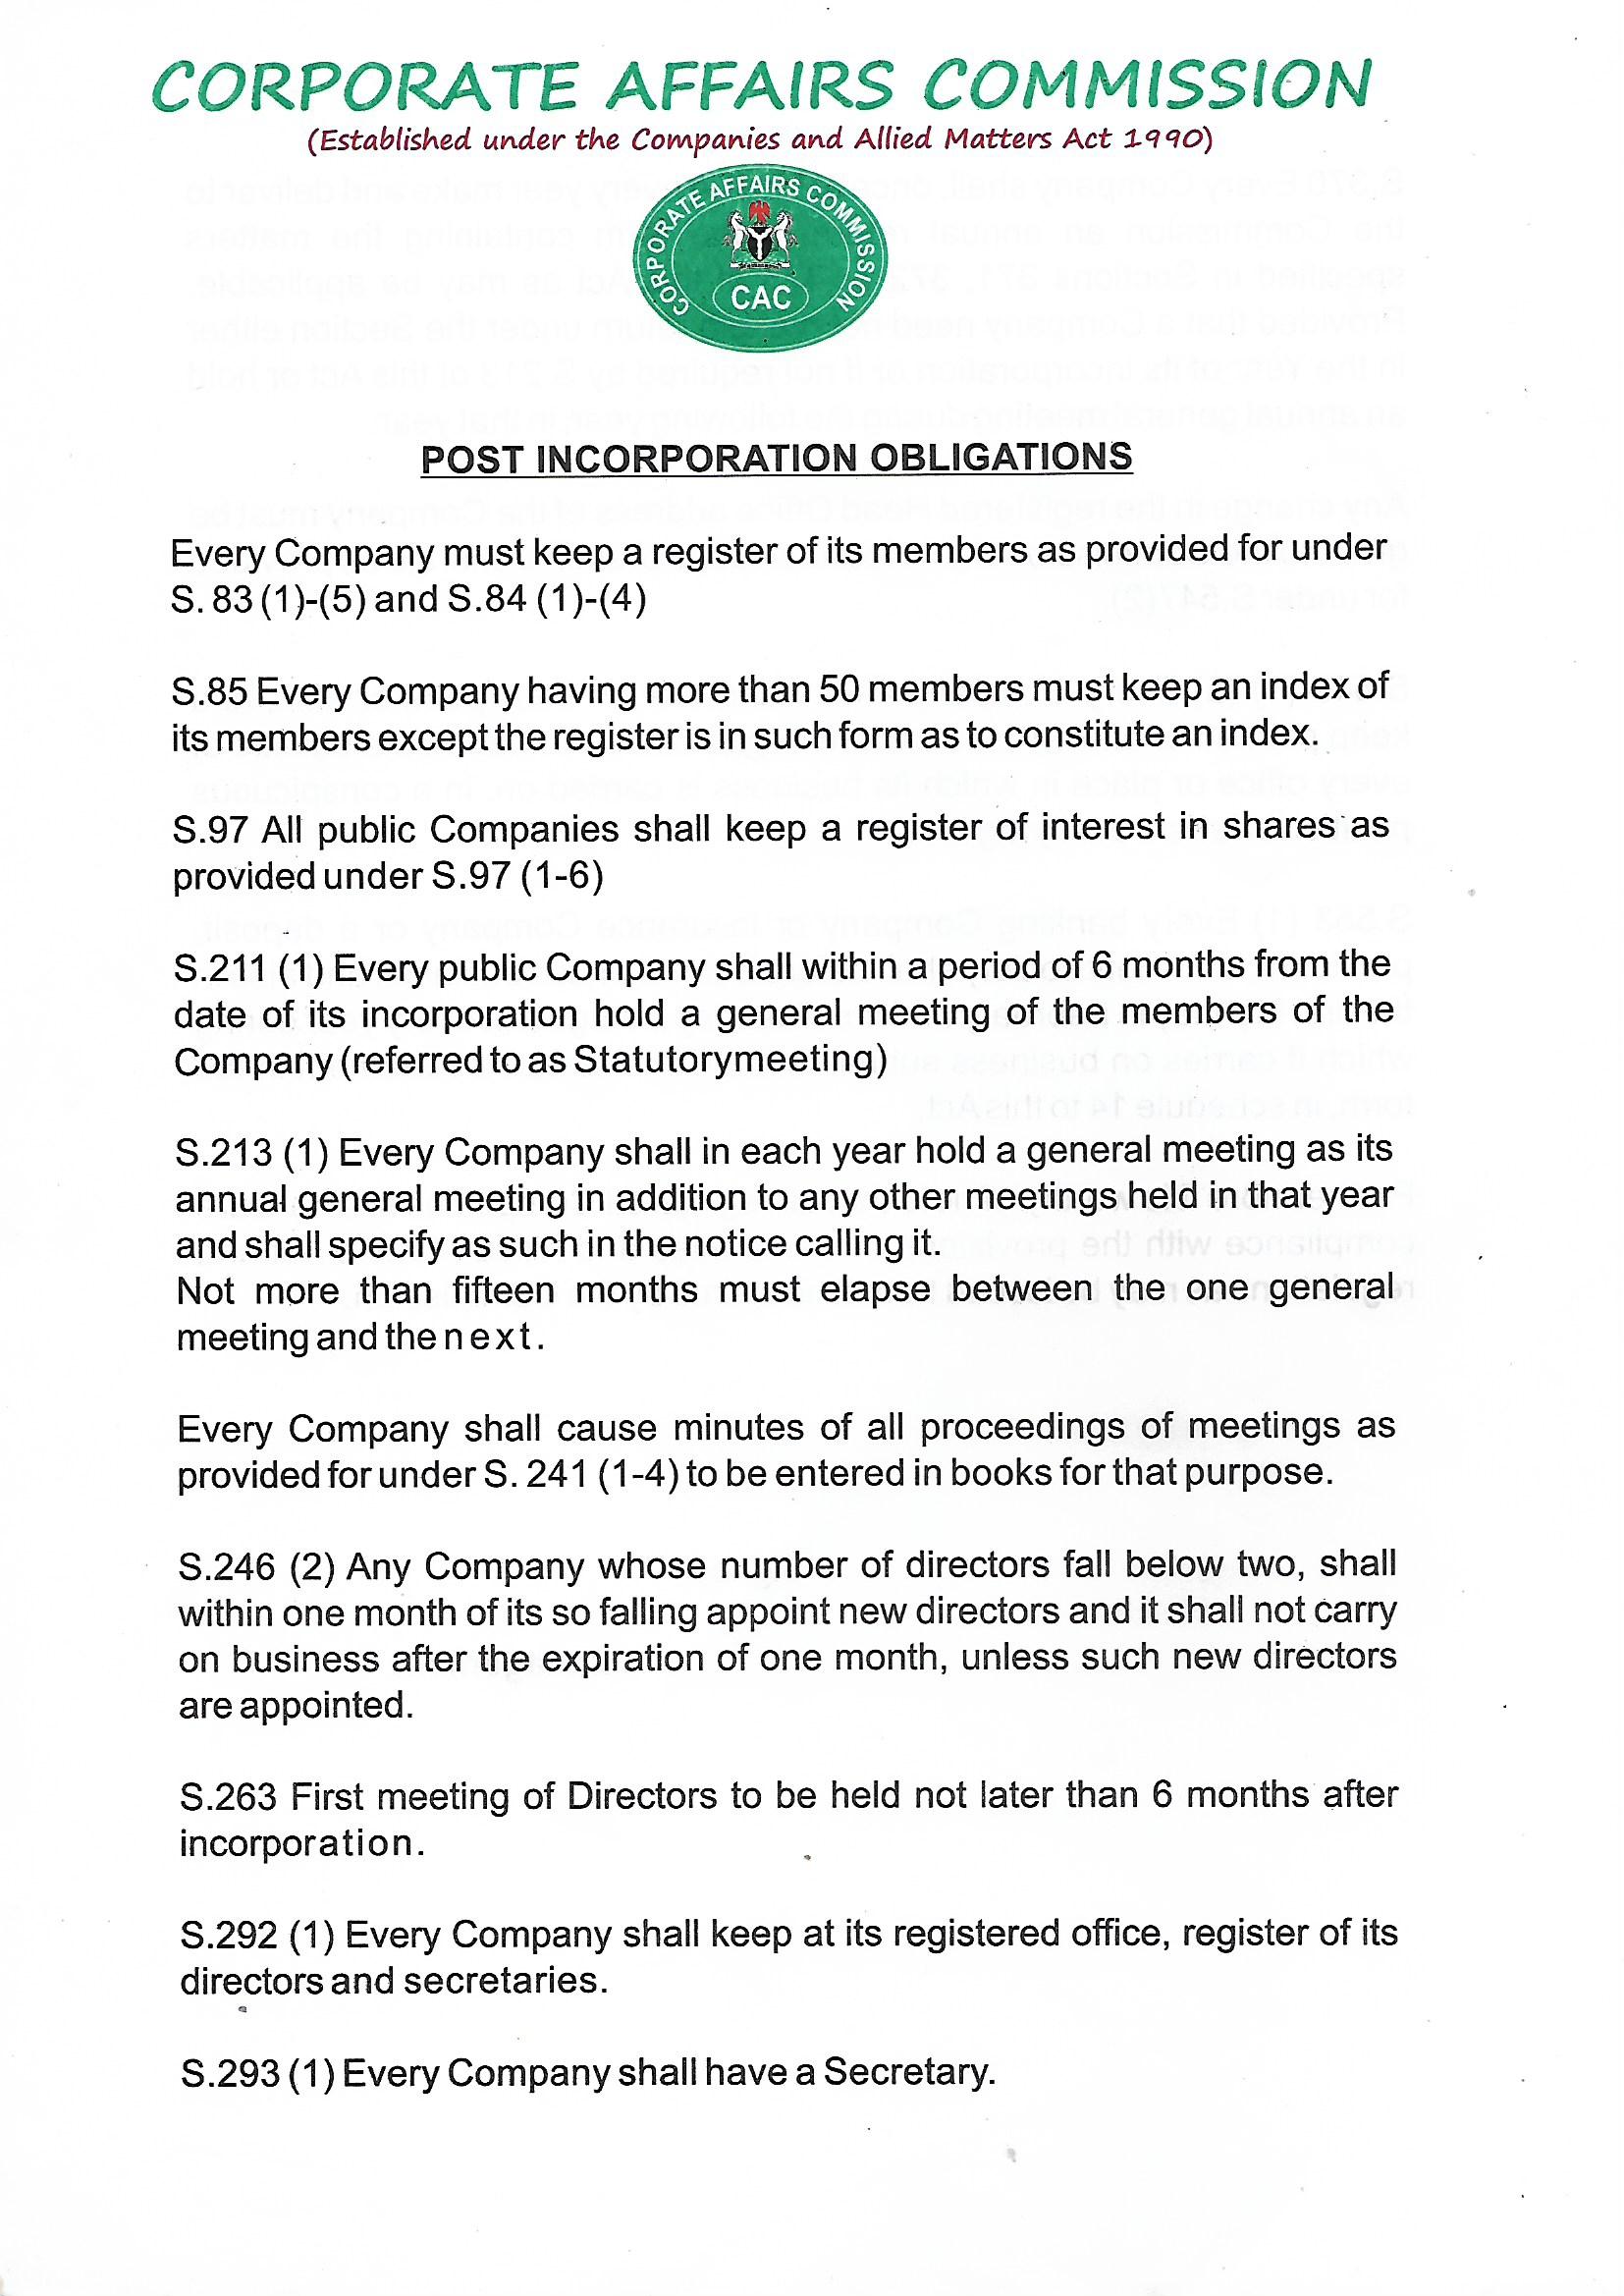 CORPORATE AFFAIRS COMMISSION
(Established under the Companies and Allied Matters Act 1990)
CORPORATE AFFAIRS COMMISSION
CAC
POST INCORPORATION OBLIGATIONS
Every Company must keep a register of its members as provided for under
S. 83 (1)-(5) and S.84 (1)-(4)
S.85 Every Company having more than 50 members must keep an index of
its members except the register is in such form as to constitute an index.
S.97 All public Companies shall keep a register of interest in shares as
provided under S.97 (1-6)
S.211 (1) Every public Company shall within a period of 6 months from the
date of its incorporation hold a general meeting of the members of the
Company (referred to as Statutorymeeting)
S.213 (1) Every Company shall in each year hold a general meeting as its
annual general meeting in addition to any other meetings held in that year
and shall specify as such in the notice calling it.
Not more than fifteen months must elapse between the one general
meeting and the next.
Every Company shall cause minutes of all proceedings of meetings as
provided for under S. 241 (1-4) to be entered in books for that purpose.
S.246 (2) Any Company whose number of directors fall below two, shall
within one month of its so falling appoint new directors and it shall not carry
on business after the expiration of one month, unless such new directors
are appointed.
S.263 First meeting of Directors to be held not later than 6 months after
incorporation.
S.292 (1) Every Company shall keep at its registered office, register of its
directors and secretaries.
S.293 (1) Every Company shall have a Secretary.